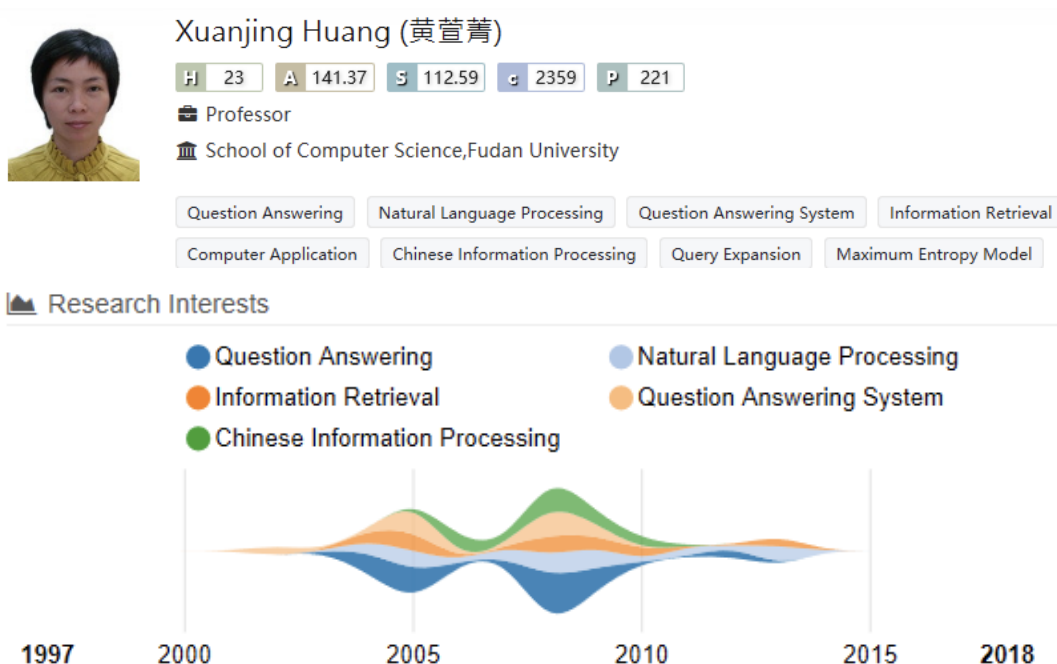 Xuanjing Huang (黄萱菁)
H 23 A 141.37 S 112.59 c 2359 P 221
Professor
School of Computer Science,Fudan University
Question Answering Natural Language Processing Question Answering System Information Retrieval
Computer Application Chinese Information Processing Query Expansion Maximum Entropy Model
Research Interests
Question Answering Natural Language Processing
Information Retrieval Question Answering System
Chinese Information Processing
1997 2000 2005 2010 2015 2018